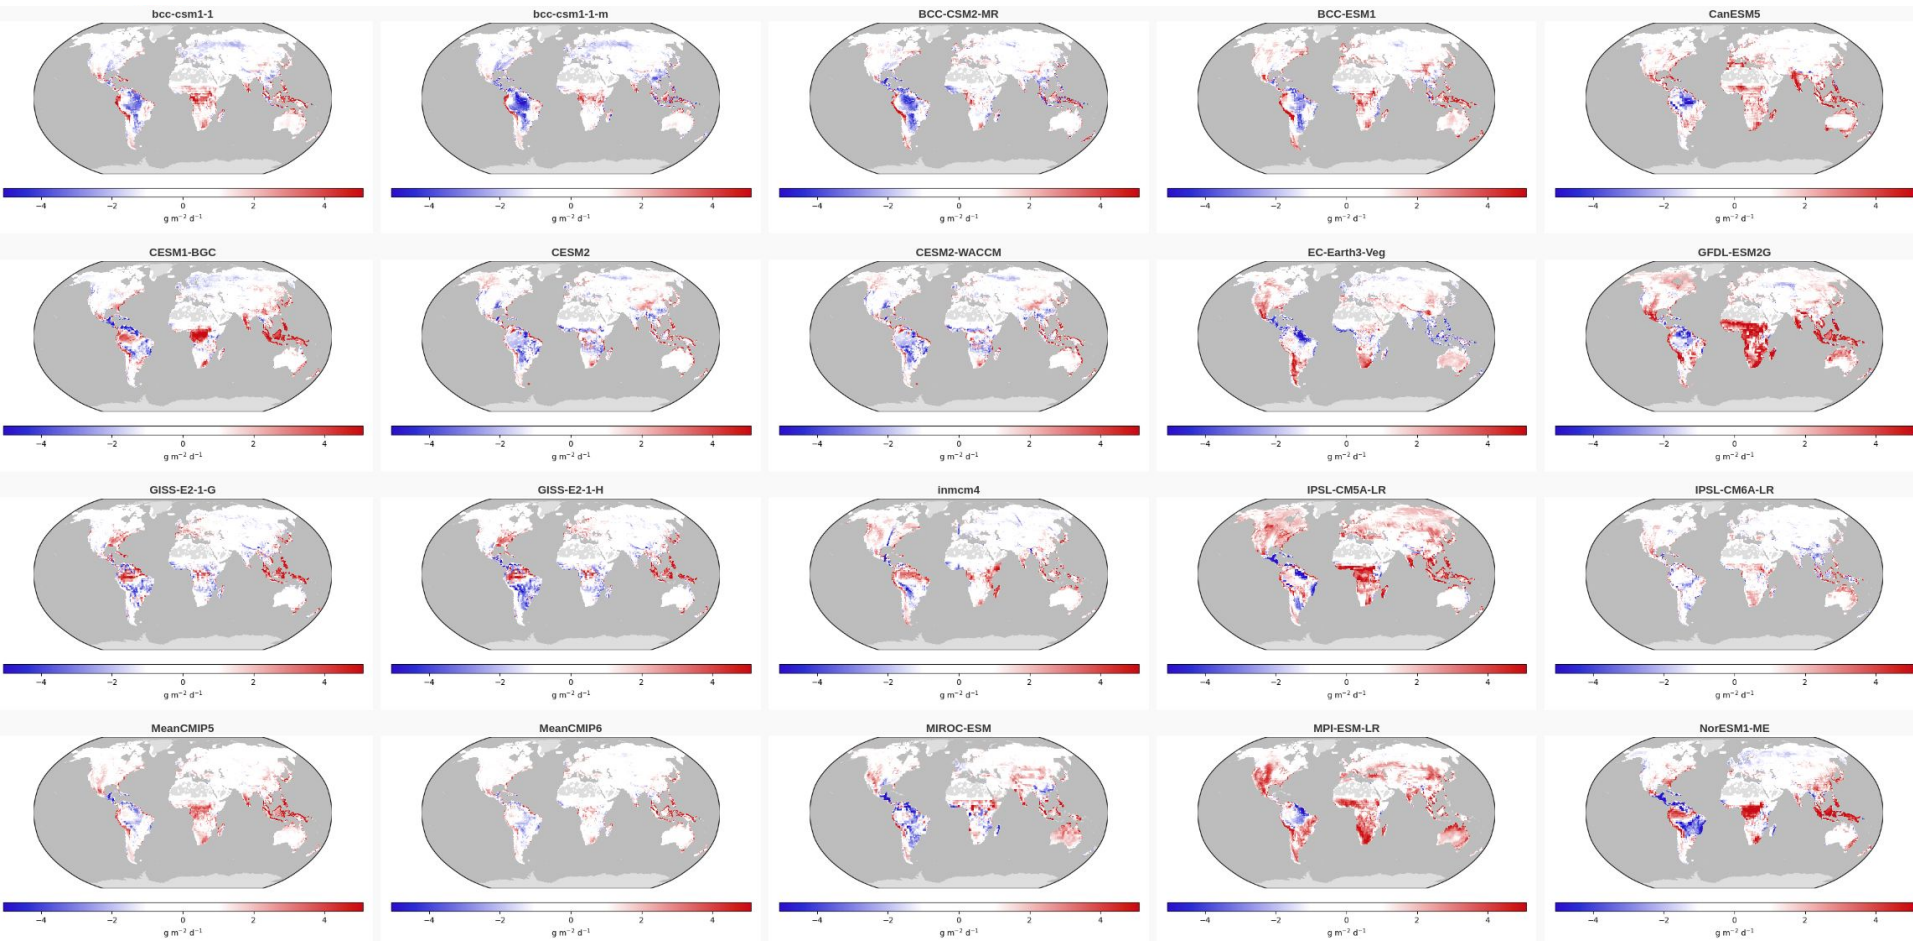 bcc-csm1-1 bcc-csm1-1-m BCC-CSM2-MR BCC-ESM1 CanESM5
−4 −2 0 2 4 −4 −2 0 2 4 −4 −2 0 2 4 −4 −2 0 2 4 −4 −2 0 2 4
g m⁻² d⁻¹ g m⁻² d⁻¹ g m⁻² d⁻¹ g m⁻² d⁻¹ g m⁻² d⁻¹
CESM1-BGC CESM2 CESM2-WACCM EC-Earth3-Veg GFDL-ESM2G
−4 −2 0 2 4 −4 −2 0 2 4 −4 −2 0 2 4 −4 −2 0 2 4 −4 −2 0 2 4
g m⁻² d⁻¹ g m⁻² d⁻¹ g m⁻² d⁻¹ g m⁻² d⁻¹ g m⁻² d⁻¹
GISS-E2-1-G GISS-E2-1-H inmcm4 IPSL-CM5A-LR IPSL-CM6A-LR
−4 −2 0 2 4 −4 −2 0 2 4 −4 −2 0 2 4 −4 −2 0 2 4 −4 −2 0 2 4
g m⁻² d⁻¹ g m⁻² d⁻¹ g m⁻² d⁻¹ g m⁻² d⁻¹ g m⁻² d⁻¹
MeanCMIP5 MeanCMIP6 MIROC-ESM MPI-ESM-LR NorESM1-ME
−4 −2 0 2 4 −4 −2 0 2 4 −4 −2 0 2 4 −4 −2 0 2 4 −4 −2 0 2 4
g m⁻² d⁻¹ g m⁻² d⁻¹ g m⁻² d⁻¹ g m⁻² d⁻¹ g m⁻² d⁻¹